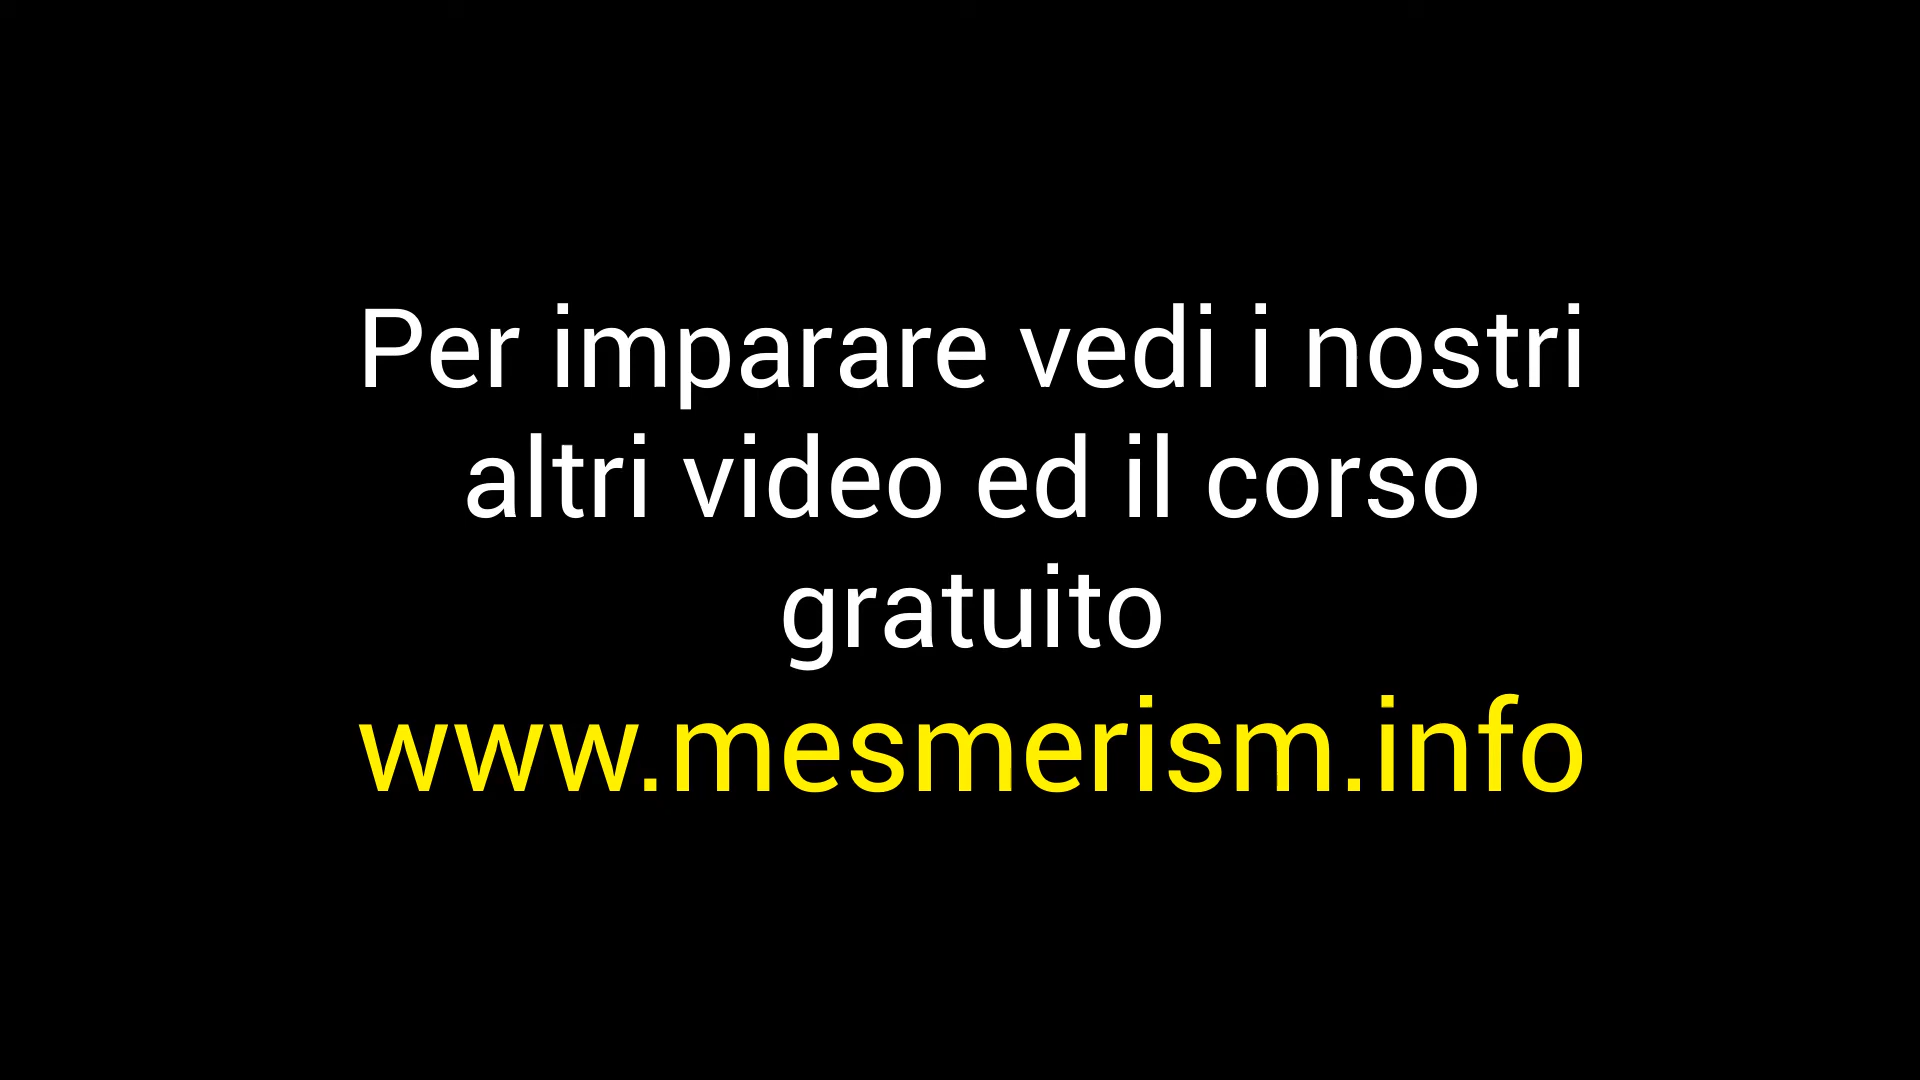 Per imparare vedi i nostri
altri video ed il corso
gratuito
www.mesmerism.info